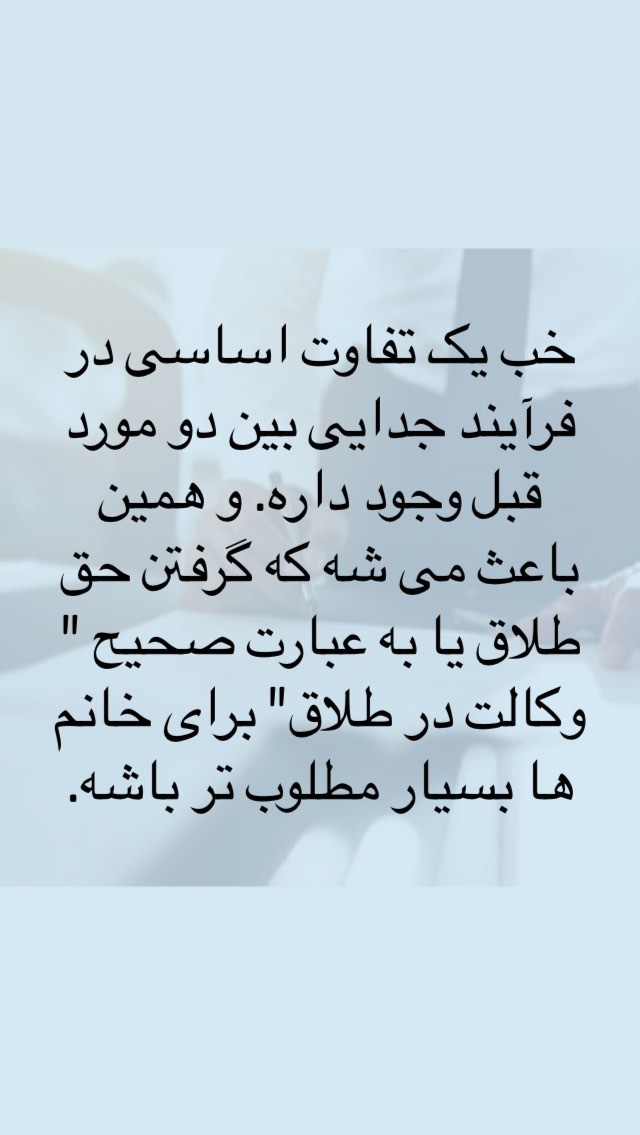 خب یک تفاوت اساسی در
فرآیند جدایی بین دو مورد
قبل وجود داره. و همین
باعث می شه که گرفتن حق
طلاق یا به عبارت صحیح "
وکالت در طلاق" برای خانم
ها بسیار مطلوب تر باشه.